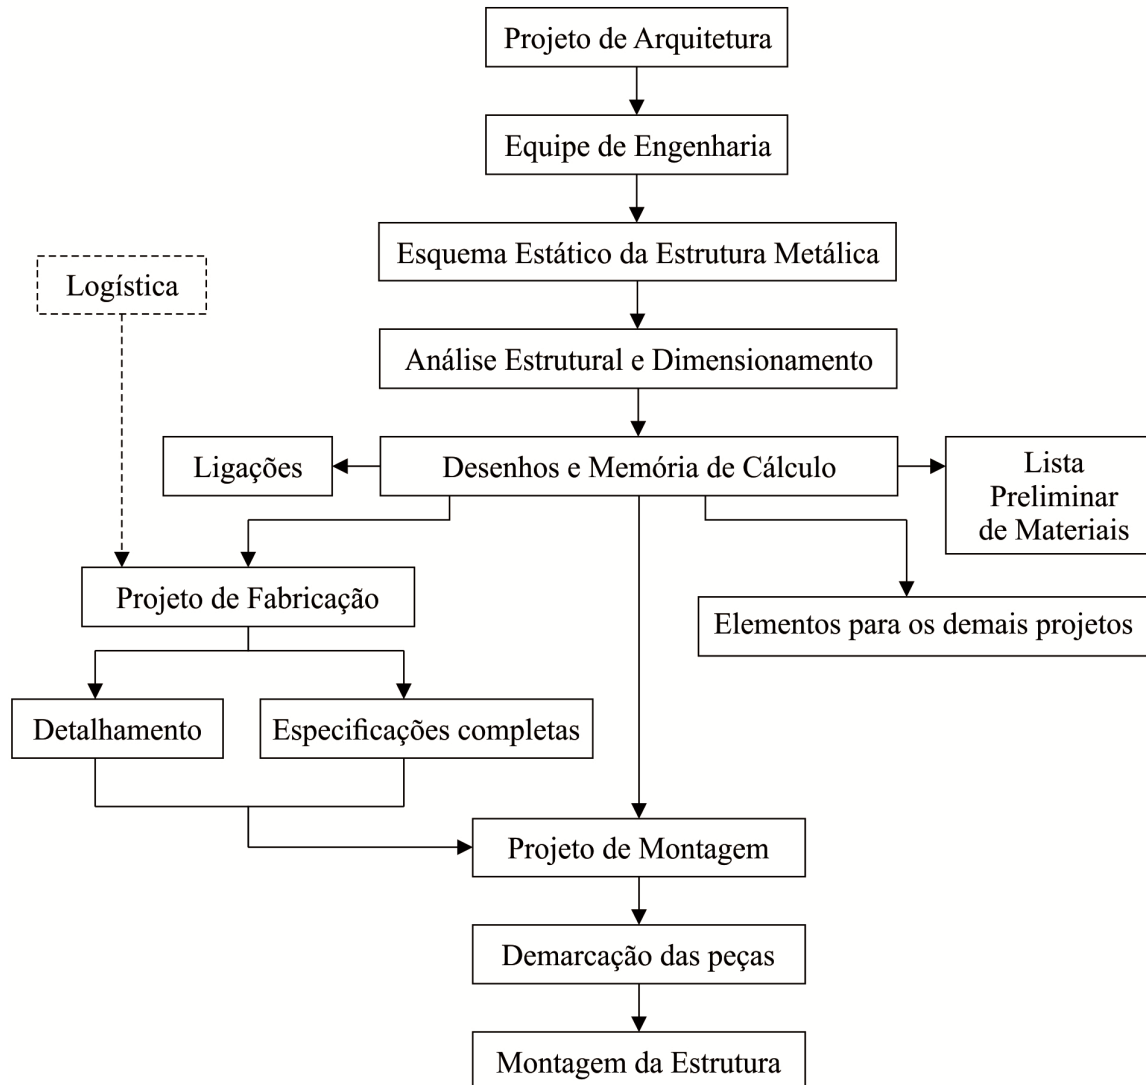 Projeto de Arquitetura
Equipe de Engenharia
Esquema Estático da Estrutura Metálica
Logística
Análise Estrutural e Dimensionamento
Ligações
Desenhos e Memória de Cálculo
Lista
Preliminar
de Materiais
Projeto de Fabricação
Elementos para os demais projetos
Detalhamento
Especificações completas
Projeto de Montagem
Demarcação das peças
Montagem da Estrutura